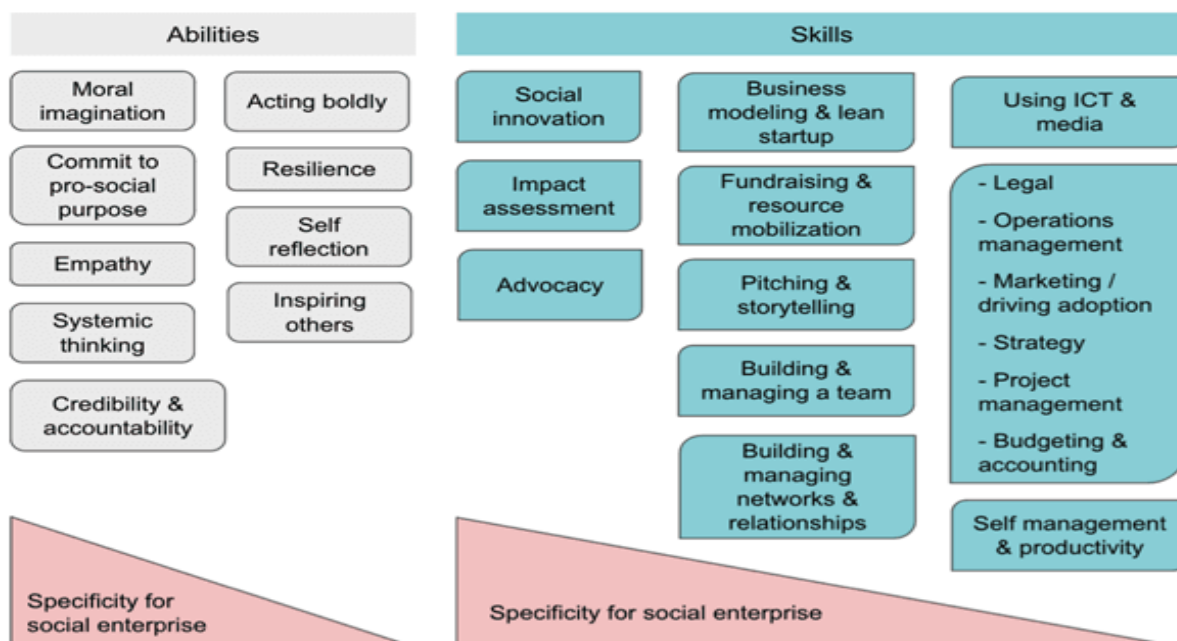 Abilities
Moral
imagination
Commit to
pro-social
purpose
Empathy
Systemic
thinking
Credibility &
accountability
Acting boldly
Resilience
Self
reflection
Inspiring
others
Specificity for
social enterprise
Skills
Social
innovation
Impact
assessment
Advocacy
Business
modeling & lean
startup
Fundraising &
resource
mobilization
Pitching &
storytelling
Building &
managing a team
Building &
managing
networks &
relationships
Using ICT &
media
- Legal
- Operations
management
- Marketing /
driving adoption
- Strategy
- Project
management
- Budgeting &
accounting
Self management
& productivity
Specificity for social enterprise